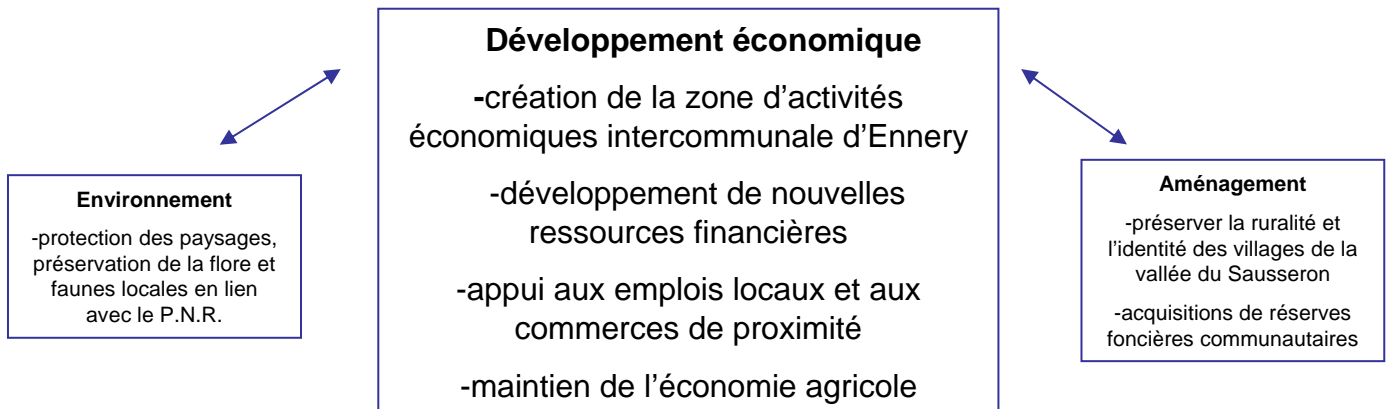 Développement économique
-création de la zone d’activités
économiques intercommunale d’Ennery
-développement de nouvelles
ressources financières
-appui aux emplois locaux et aux
commerces de proximité
-maintien de l’économie agricole
Environnement
-protection des paysages,
préservation de la flore et
faunes locales en lien
avec le P.N.R.
Aménagement
-préserver la ruralité et
l’identité des villages de la
vallée du Sausseron
-acquisitions de réserves
foncières communautaires